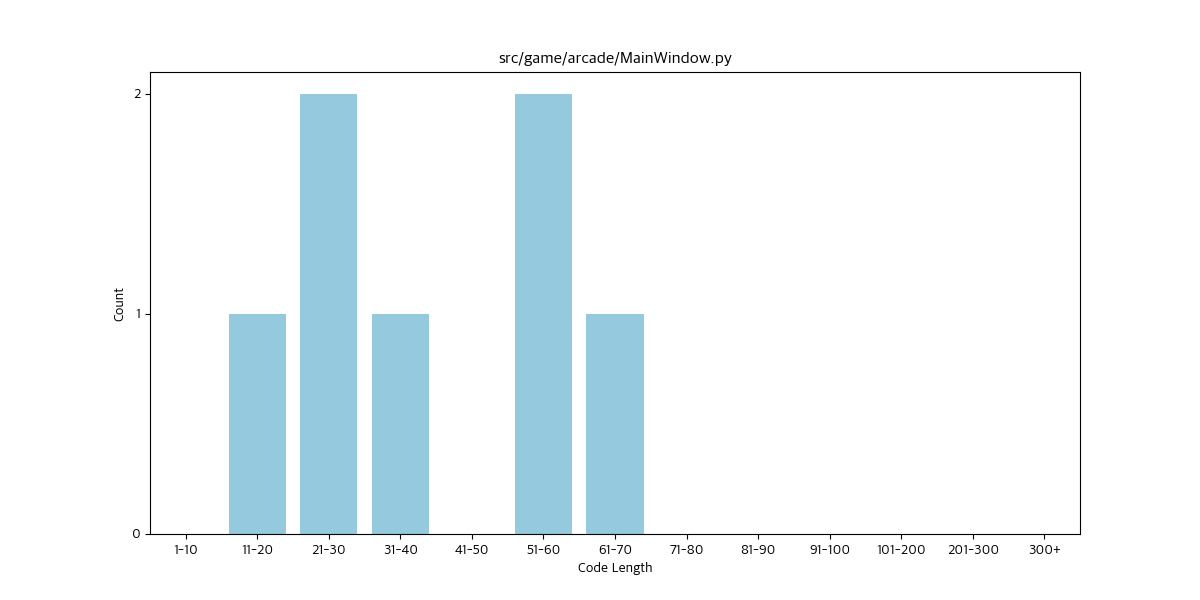 src/game/arcade/MainWindow.py
2
1
0
Count
1-10 11-20 21-30 31-40 41-50 51-60 61-70 71-80 81-90 91-100 101-200 201-300 300+
Code Length